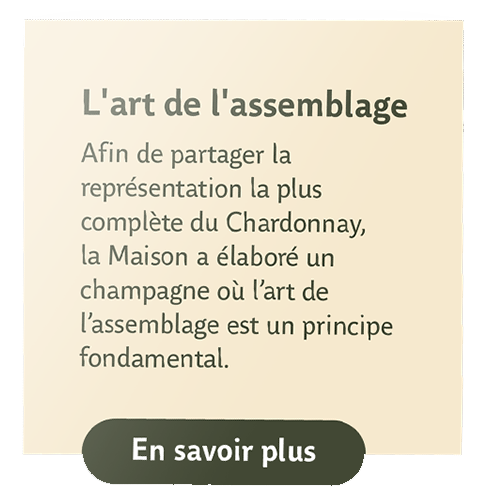 L'art de l'assemblage
Afin de partager la
représentation la plus
complète du Chardonnay,
la Maison a élaboré un
champagne où l’art de
l’assemblage est un principe
fondamental.
En savoir plus